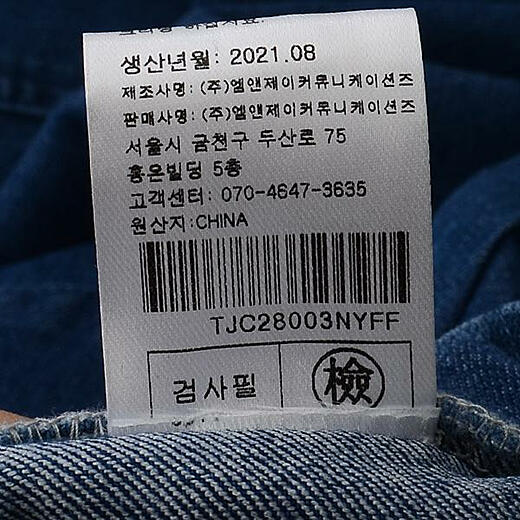 생산년월: 2021.08
제조사명: (주)엠앤제이커뮤니케이션즈
판매사명: (주)엠앤제이커뮤니케이션즈
서울시 금천구 두산로 75
홍은빌딩 5층
고객센터: 070-4647-3635
원산지:CHINA
TJC28003NYFF
검사필 檢